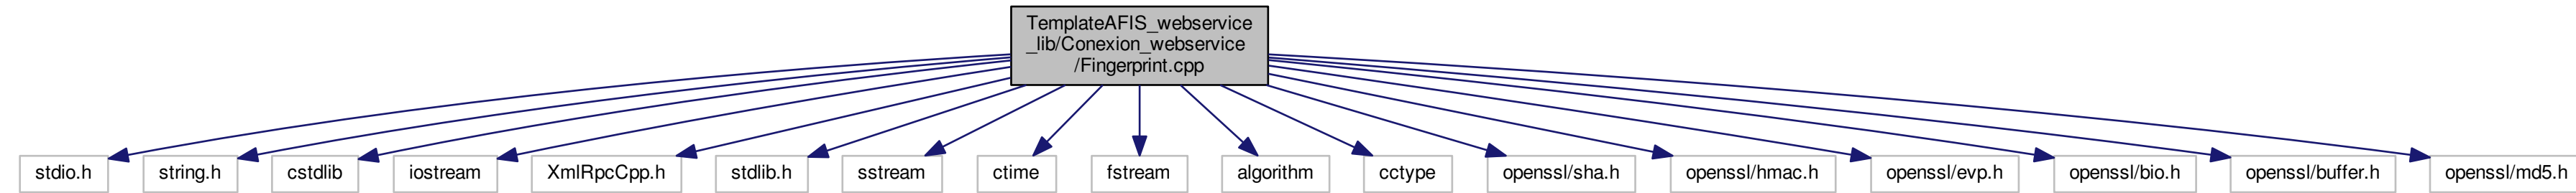 TemplateAFIS_webservice
_lib/Conexion_webservice
/Fingerprint.cpp
stdio.h
string.h
cstdlib
iostream
XmlRpcCpp.h
stdlib.h
sstream
ctime
fstream
algorithm
cctype
openssl/sha.h
openssl/hmac.h
openssl/evp.h
openssl/bio.h
openssl/buffer.h
openssl/md5.h